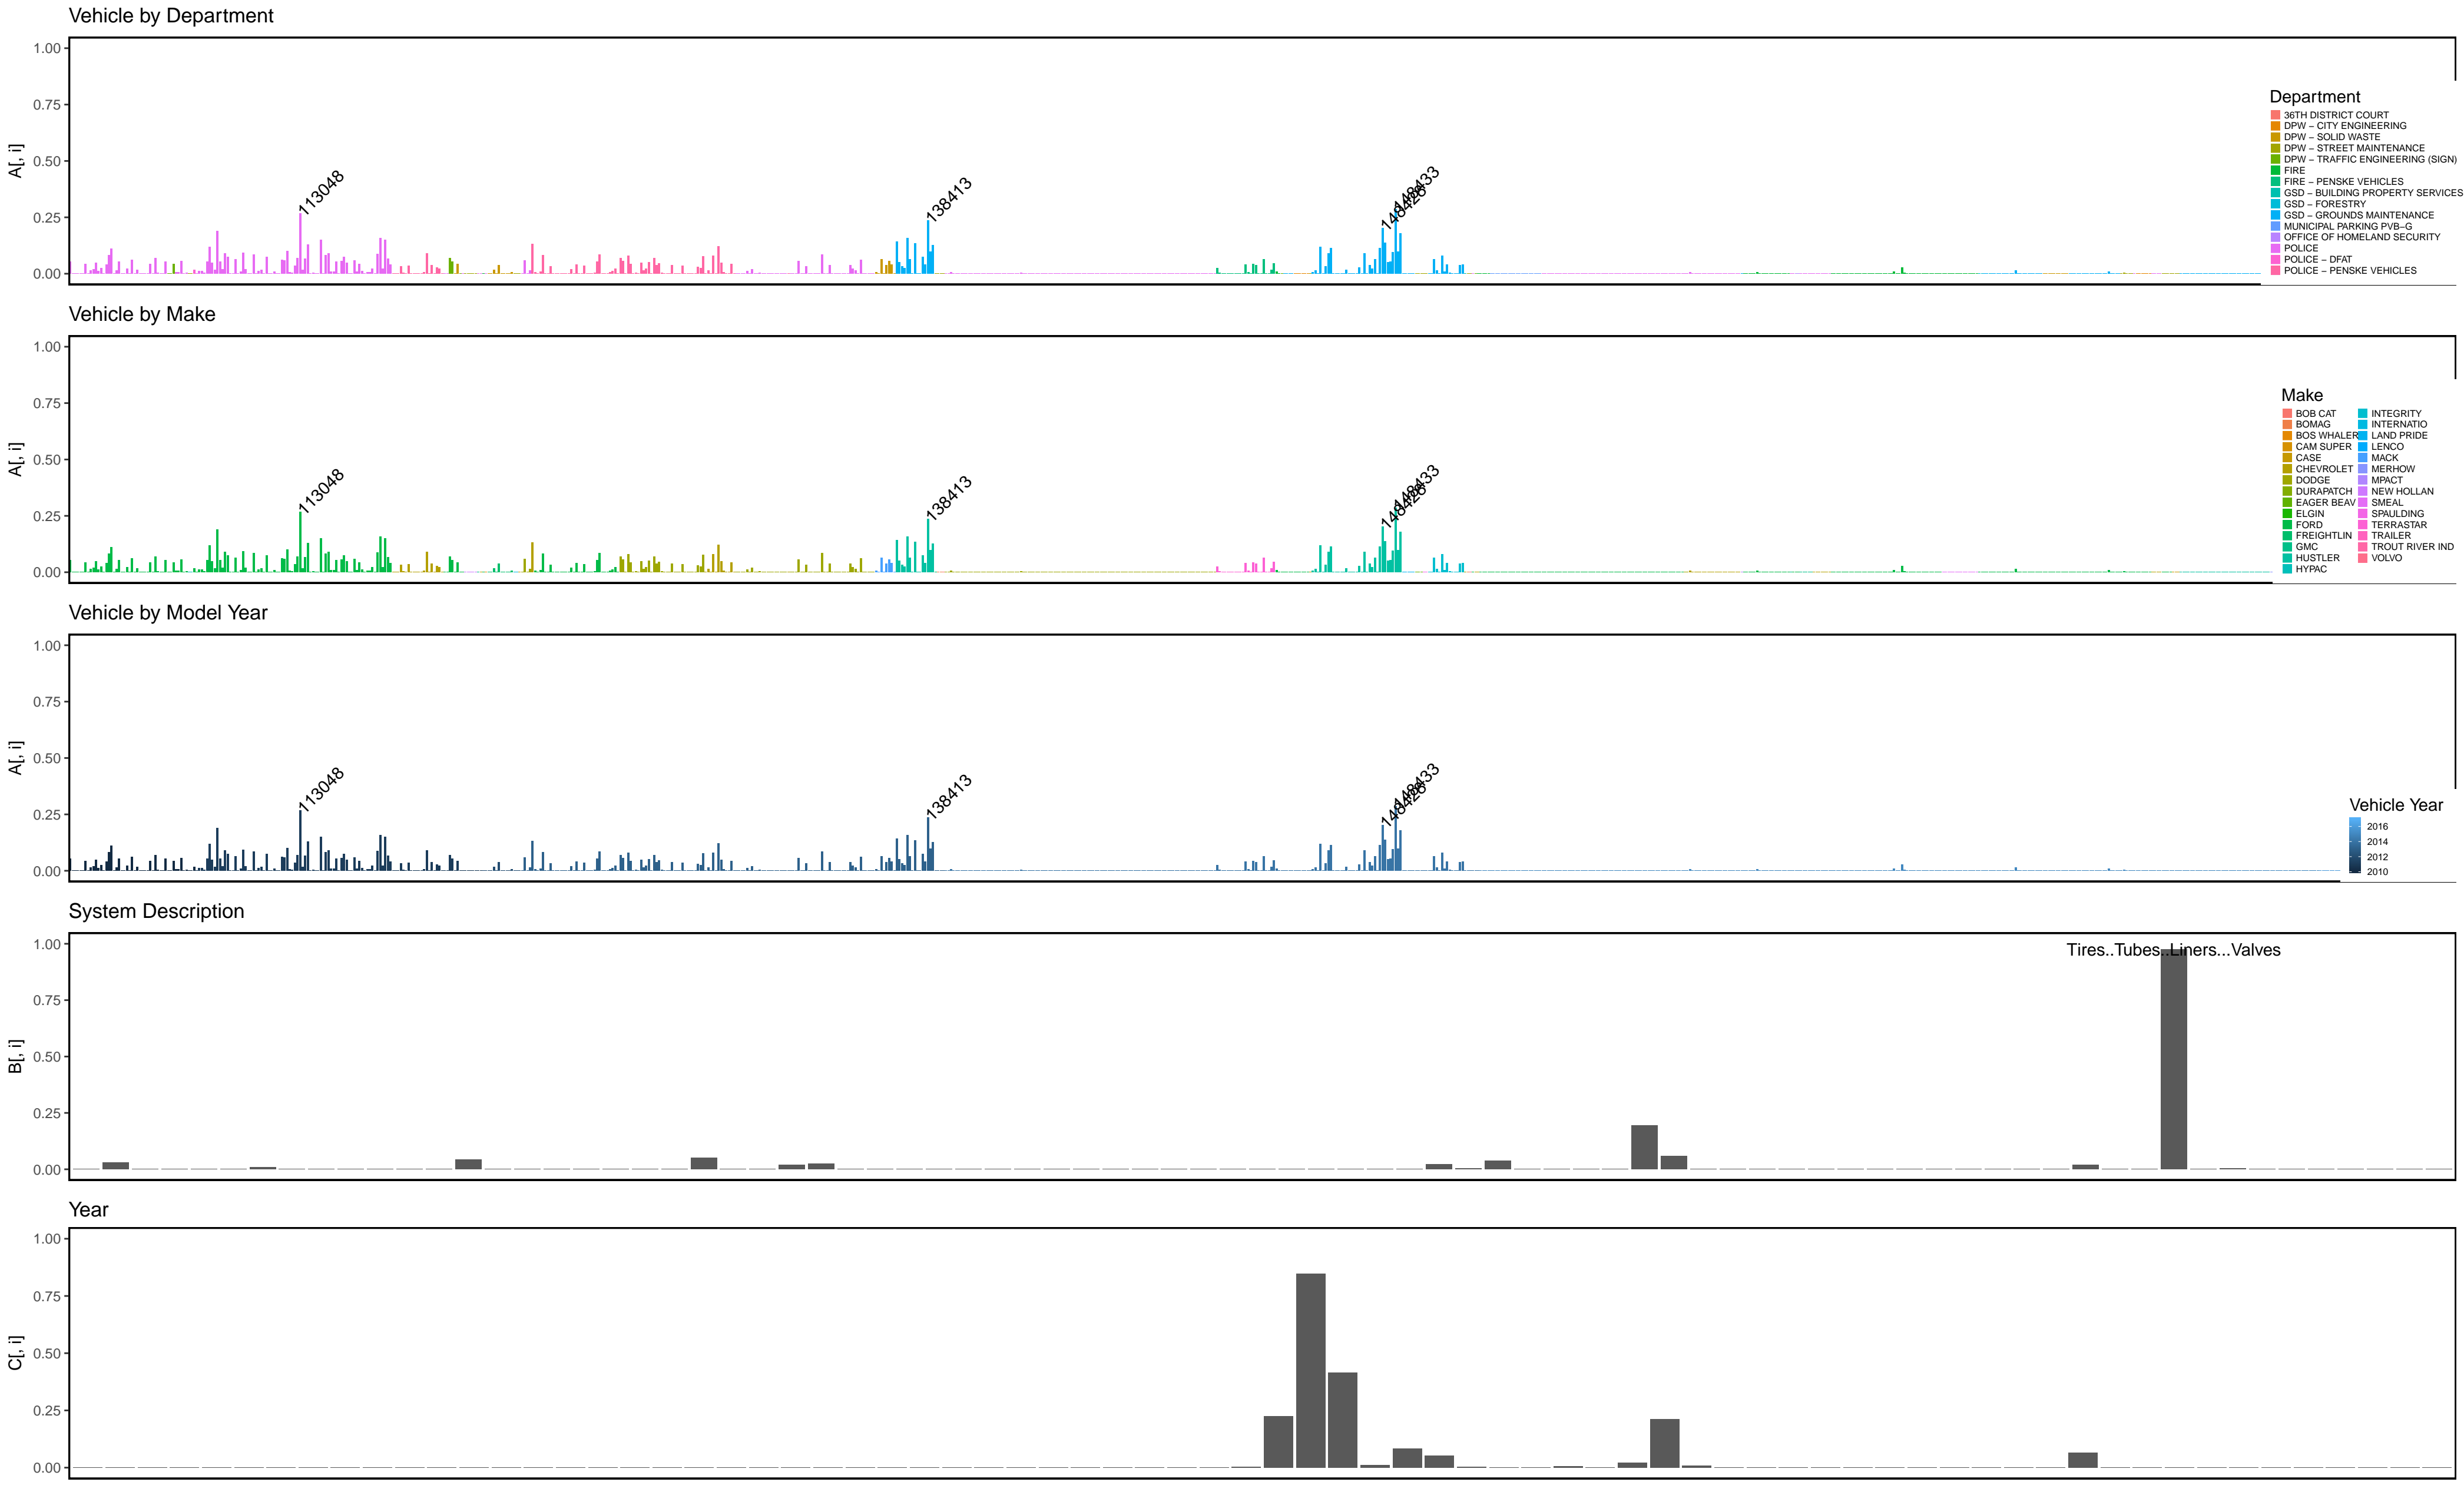 Vehicle by Department
1.00
0.75
0.50
0.25
0.00
A[, i]
113048
138413
148428
148433
Department
36TH DISTRICT COURT
DPW – CITY ENGINEERING
DPW – SOLID WASTE
DPW – STREET MAINTENANCE
DPW – TRAFFIC ENGINEERING (SIGN)
FIRE
FIRE – PENSKE VEHICLES
GSD – BUILDING PROPERTY SERVICES
GSD – FORESTRY
GSD – GROUNDS MAINTENANCE
MUNICIPAL PARKING PVB–G
OFFICE OF HOMELAND SECURITY
POLICE
POLICE – DFAT
POLICE – PENSKE VEHICLES
Vehicle by Make
1.00
0.75
0.50
0.25
0.00
A[, i]
113048
138413
148428
148433
Make
BOB CAT INTEGRITY
BOMAG INTERNATIO
BOS WHALER LAND PRIDE
CAM SUPER LENCO
CASE MACK
CHEVROLET MERHOW
DODGE MPACT
DURAPATCH NEW HOLLAN
EAGER BEAV SMEAL
ELGIN SPAULDING
FORD TERRASTAR
FREIGHTLIN TRAILER
GMC TROUT RIVER IND
HUSTLER VOLVO
HYPAC
Vehicle by Model Year
1.00
0.75
0.50
0.25
0.00
A[, i]
113048
138413
148428
148433
Vehicle Year
2016
2014
2012
2010
System Description
1.00
0.75
0.50
0.25
0.00
B[, i]
Tires..Tubes..Liners...Valves
Year
1.00
0.75
0.50
0.25
0.00
C[, i]